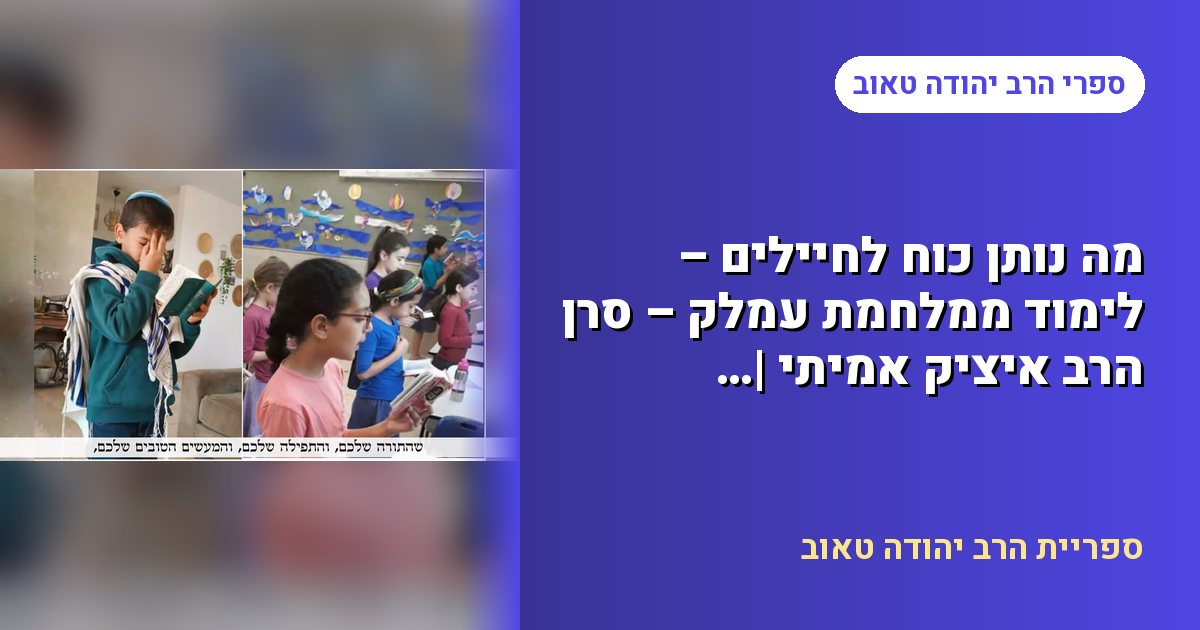 ספרי הרב יהודה טאוב
מה נותן כוח לחיילים –
לימוד ממלחמת עמלק – סרן
הרב איציק אמיתי |...
שהתורה שלכם, והתפילה שלכם, והמעשים הטובים שלכם,
ספריית הרב יהודה טאוב